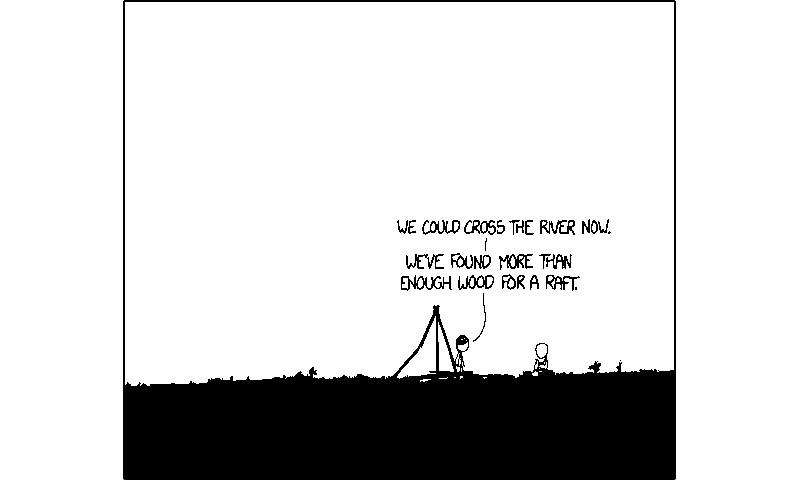 WE COULD CROSS THE RIVER NOW.
WE'VE FOUND MORE THAN
ENOUGH WOOD FOR A RAFT.